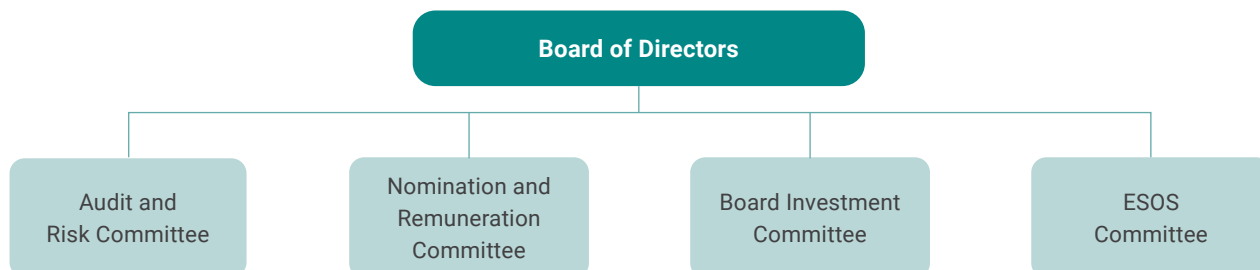 Board of Directors
Audit and
Risk Committee
Nomination and
Remuneration
Committee
Board Investment
Committee
ESOS
Committee